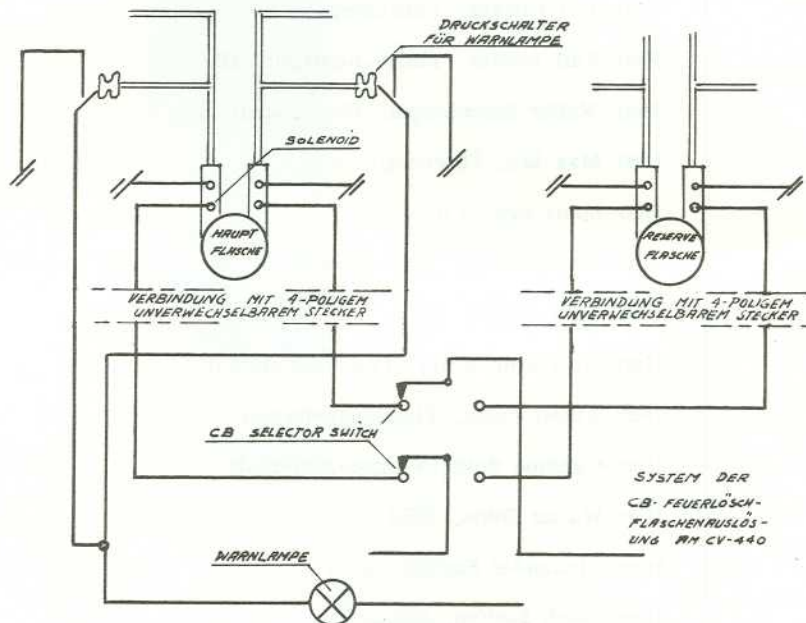 DRUCKSCHALTER
FÜR WARNLAMPE
SOLENOID
HAUPT
FLASCHE
RESERVE
FLASCHE
VERBINDUNG MIT 4-POLIGEM
UNVERWECHSELBAREM STECKER
VERBINDUNG MIT 4-POLIGEM
UNVERWECHSELBAREM STECKER
CB SELECTOR SWITCH
SYSTEM DER
CB-FEUERLÖSCH-
FLASCHENAUSLÖS-
UNG AM CV-440
WARNLAMPE